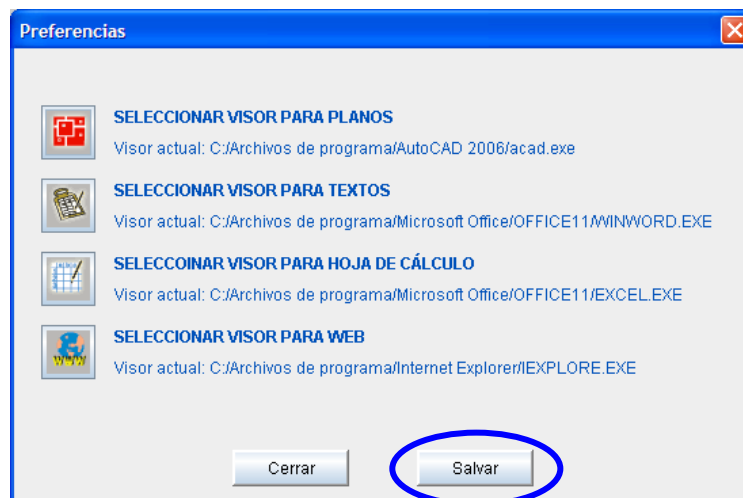 Preferencias
SELECCIONAR VISOR PARA PLANOS
Visor actual: C:/Archivos de programa/AutoCAD 2006/acad.exe
SELECCIONAR VISOR PARA TEXTOS
Visor actual: C:/Archivos de programa/Microsoft Office/OFFICE11/WINWORD.EXE
SELECCOINAR VISOR PARA HOJA DE CÁLCULO
Visor actual: C:/Archivos de programa/Microsoft Office/OFFICE11/EXCEL.EXE
SELECCIONAR VISOR PARA WEB
Visor actual: C:/Archivos de programa/Internet Explorer/IEXPLORE.EXE
WWW
Cerrar Salvar